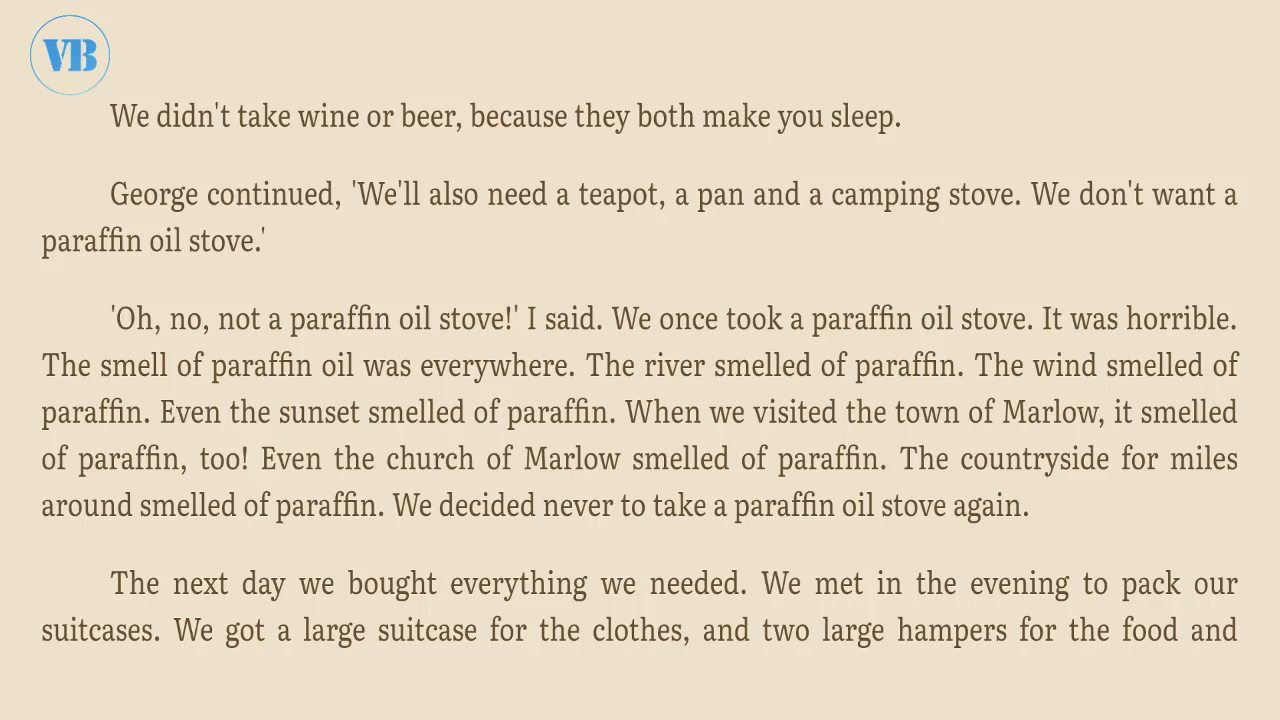 VB
We didn't take wine or beer, because they both make you sleep.
George continued, 'We'll also need a teapot, a pan and a camping stove. We don't want a
paraffin oil stove.'
'Oh, no, not a paraffin oil stove!' I said. We once took a paraffin oil stove. It was horrible.
The smell of paraffin oil was everywhere. The river smelled of paraffin. The wind smelled of
paraffin. Even the sunset smelled of paraffin. When we visited the town of Marlow, it smelled
of paraffin, too! Even the church of Marlow smelled of paraffin. The countryside for miles
around smelled of paraffin. We decided never to take a paraffin oil stove again.
The next day we bought everything we needed. We met in the evening to pack our
suitcases. We got a large suitcase for the clothes, and two large hampers for the food and